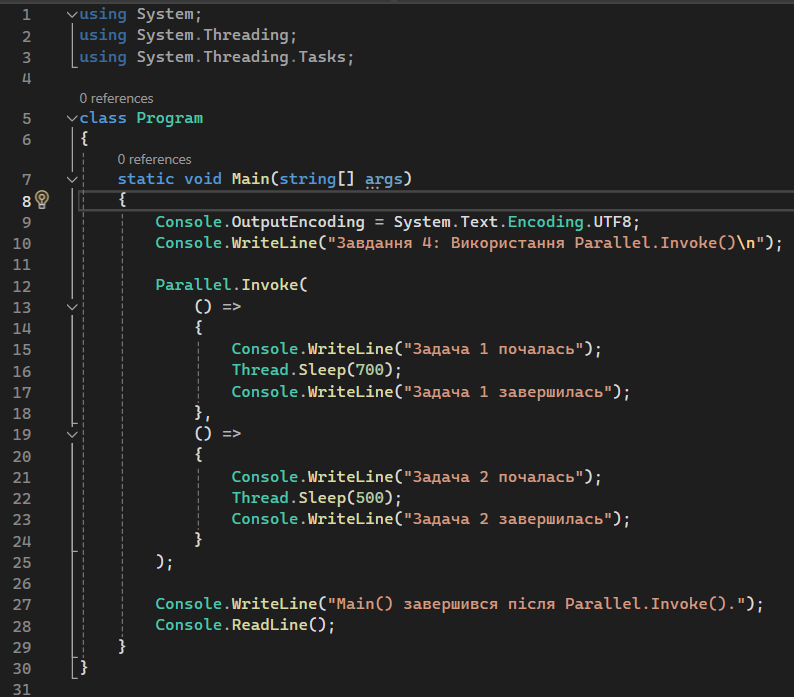 1 using System;
2 using System.Threading;
3 using System.Threading.Tasks;
4
0 references
5 class Program
6 {
0 references
7 static void Main(string[] args)
8 {
9 Console.OutputEncoding = System.Text.Encoding.UTF8;
10 Console.WriteLine("Завдання 4: Використання Parallel.Invoke()\n");
11
12 Parallel.Invoke(
13 () =>
14 {
15 Console.WriteLine("Задача 1 почалась");
16 Thread.Sleep(700);
17 Console.WriteLine("Задача 1 завершилась");
18 },
19 () =>
20 {
21 Console.WriteLine("Задача 2 почалась");
22 Thread.Sleep(500);
23 Console.WriteLine("Задача 2 завершилась");
24 }
25 );
26
27 Console.WriteLine("Main() завершився після Parallel.Invoke().");
28 Console.ReadLine();
29 }
30 }
31